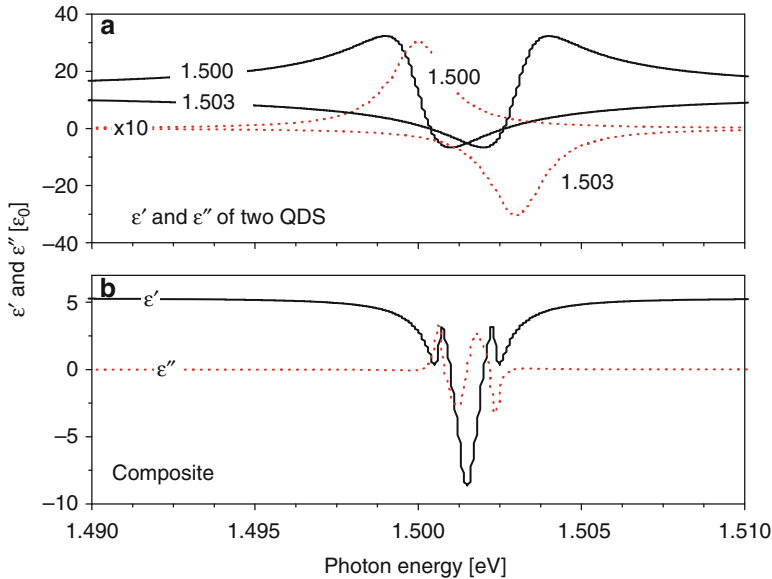 a
40
20
0
−20
−40
1.500
1.500
1.503
x10
1.503
ε′ and ε″ of two QDS
ε′ and ε″ [ε0]
b
5
0
−5
−10
ε′
ε″
Composite
1.490
1.495
1.500
1.505
1.510
Photon energy [eV]